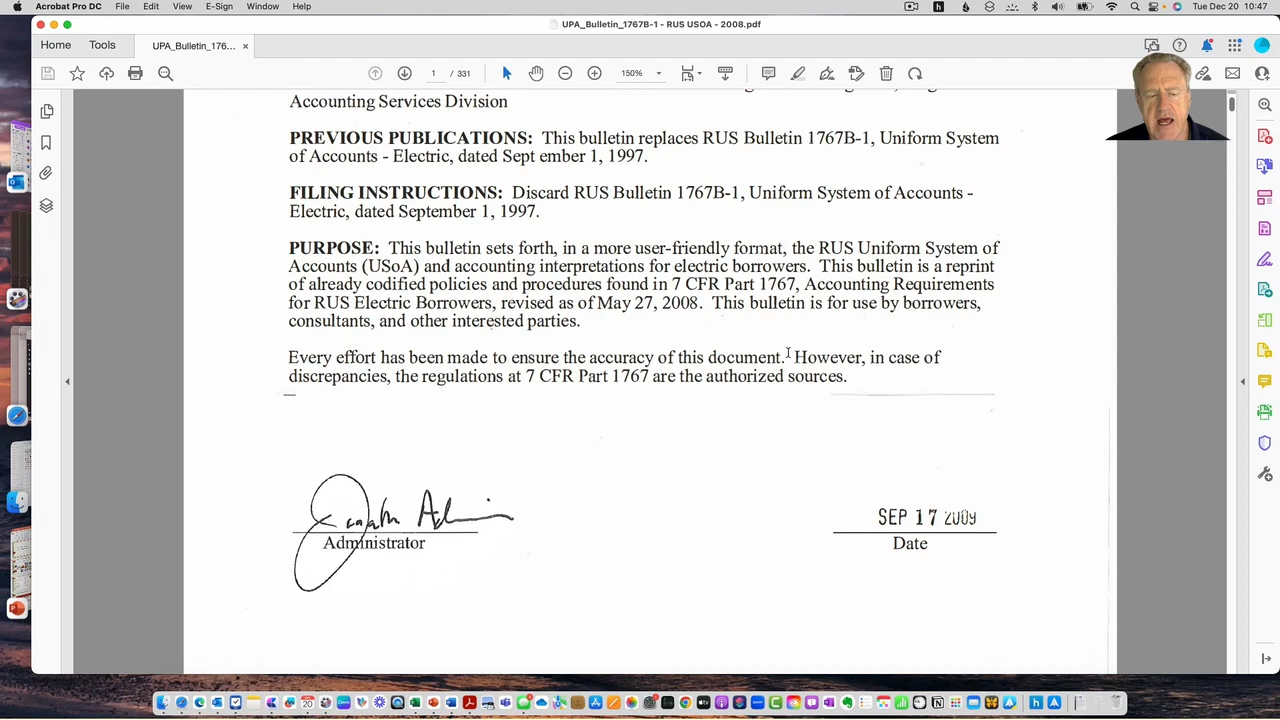 Acrobat Pro DC File Edit View E-Sign Window Help Tue Dec 20 10:47
UPA_Bulletin_1767B-1 - RUS USOA - 2008.pdf
Home Tools UPA_Bulletin_176... ×
1 / 331 150%
Accounting Services Division
PREVIOUS PUBLICATIONS: This bulletin replaces RUS Bulletin 1767B-1, Uniform System
of Accounts - Electric, dated Sept ember 1, 1997.
FILING INSTRUCTIONS: Discard RUS Bulletin 1767B-1, Uniform System of Accounts -
Electric, dated September 1, 1997.
PURPOSE: This bulletin sets forth, in a more user-friendly format, the RUS Uniform System of
Accounts (USoA) and accounting interpretations for electric borrowers. This bulletin is a reprint
of already codified policies and procedures found in 7 CFR Part 1767, Accounting Requirements
for RUS Electric Borrowers, revised as of May 27, 2008. This bulletin is for use by borrowers,
consultants, and other interested parties.
Every effort has been made to ensure the accuracy of this document. However, in case of
discrepancies, the regulations at 7 CFR Part 1767 are the authorized sources.
SEP 17 2009
Administrator Date